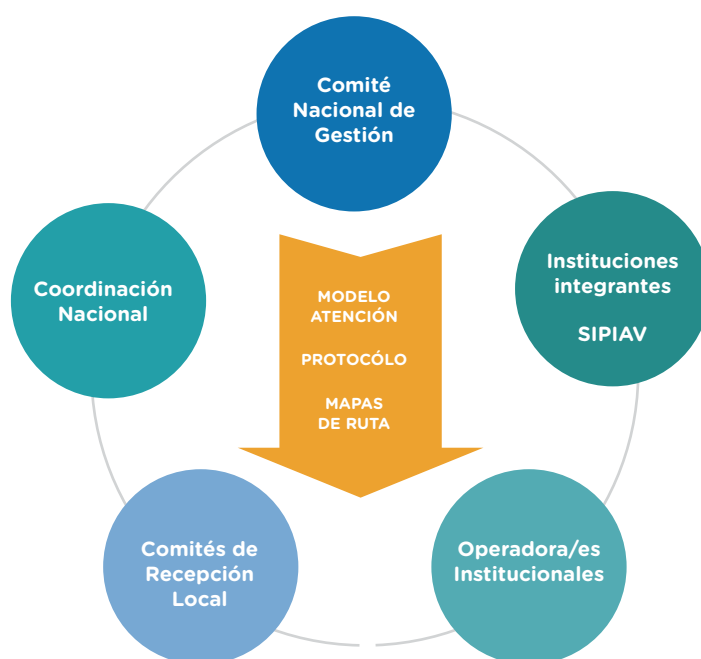 Comité
Nacional de
Gestión
Coordinación
Nacional
Instituciones
integrantes
SIPIAV
MODELO
ATENCIÓN
PROTOCÓLO
MAPAS
DE RUTA
Comités de
Recepción
Local
Operadora/es
Institucionales